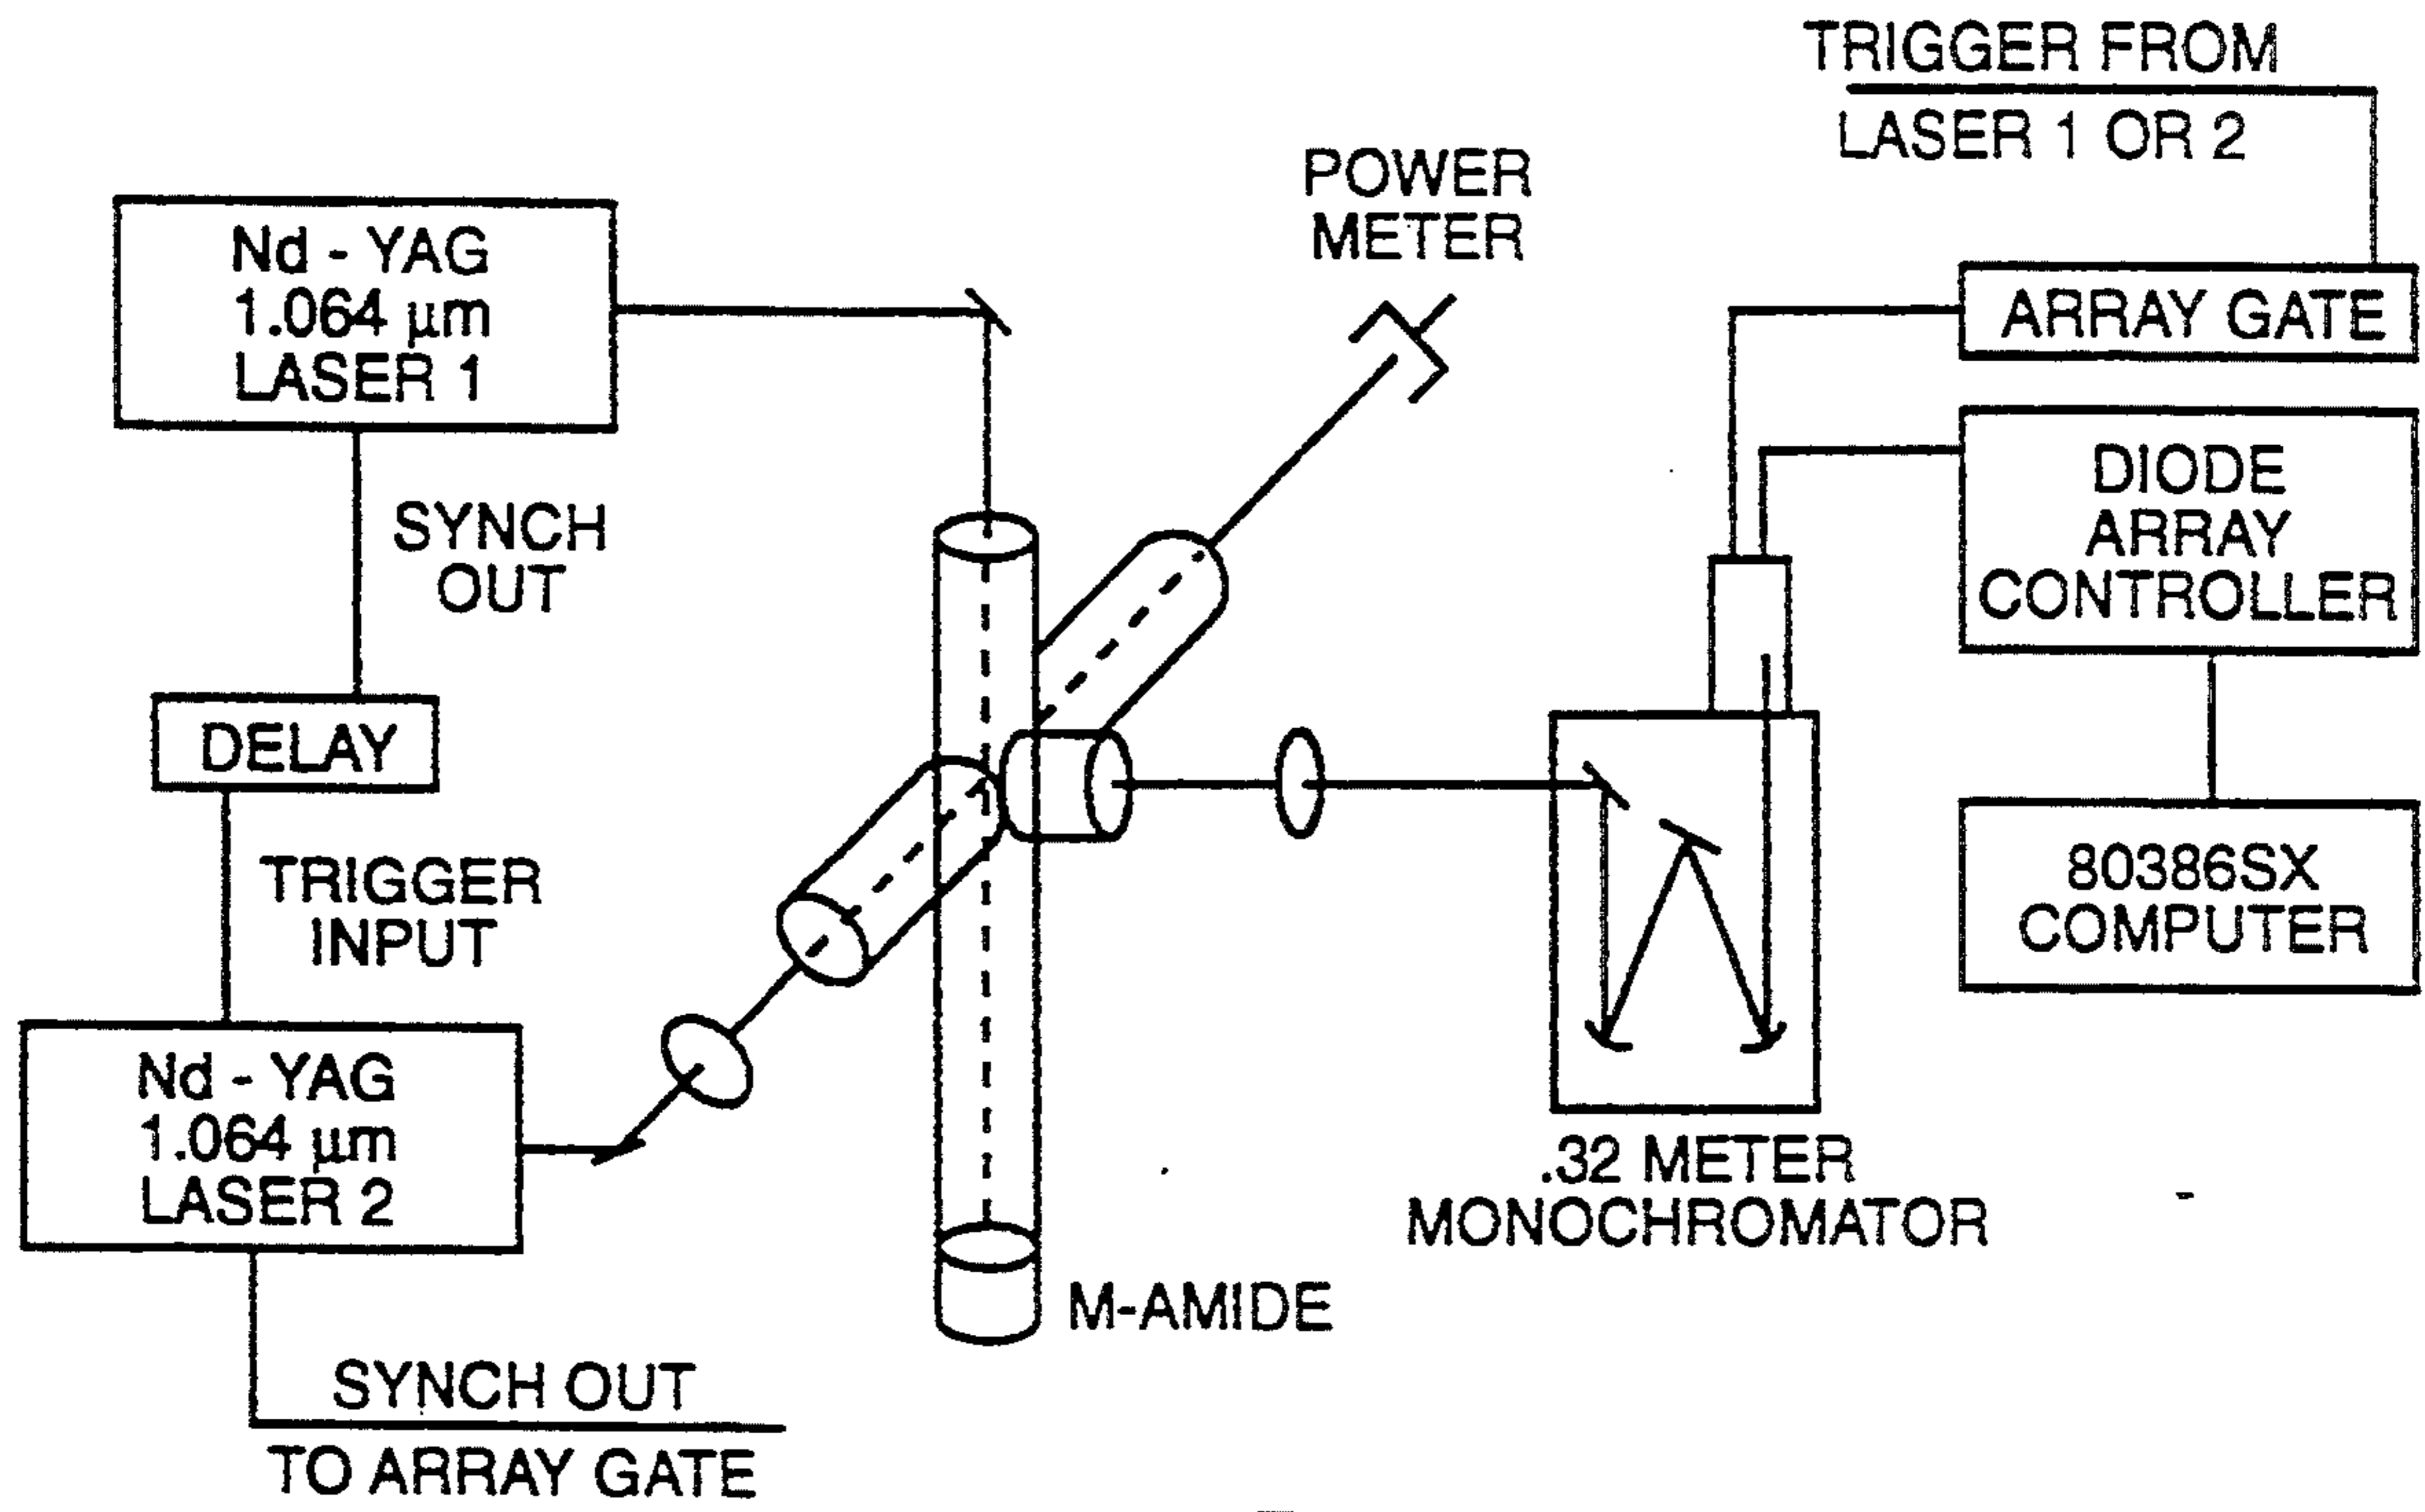 TRIGGER FROM
LASER 1 OR 2
POWER
METER
Nd - YAG
1.064 µm
LASER 1
ARRAY GATE
SYNCH
OUT
DIODE
ARRAY
CONTROLLER
DELAY
TRIGGER
INPUT
80386SX
COMPUTER
Nd - YAG
1.064 µm
LASER 2
.32 METER
MONOCHROMATOR
M-AMIDE
SYNCH OUT
TO ARRAY GATE